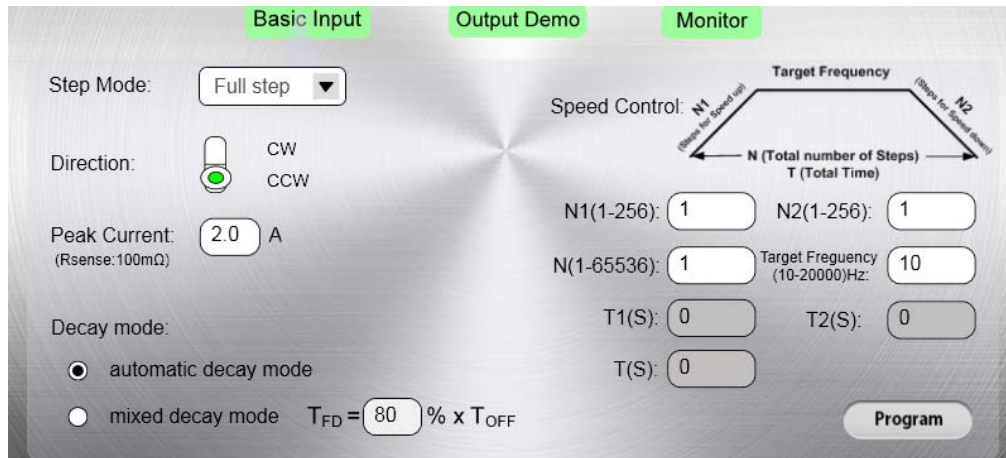 Basic Input
Output Demo
Monitor
Step Mode:
Full step
Direction:
CW
CCW
Peak Current:
2.0
A
(Rsense:100mΩ)
Decay mode:
automatic decay mode
mixed decay mode
TFD = 80 % x TOFF
Speed Control:
N1
(Steps for Speed up)
Target Frequency
N2
(Steps for Speed down)
N (Total number of Steps)
T (Total Time)
N1(1-256): 1
N2(1-256): 1
N(1-65536): 1
Target Freguency
(10-20000)Hz:
10
T1(S): 0
T2(S): 0
T(S): 0
Program